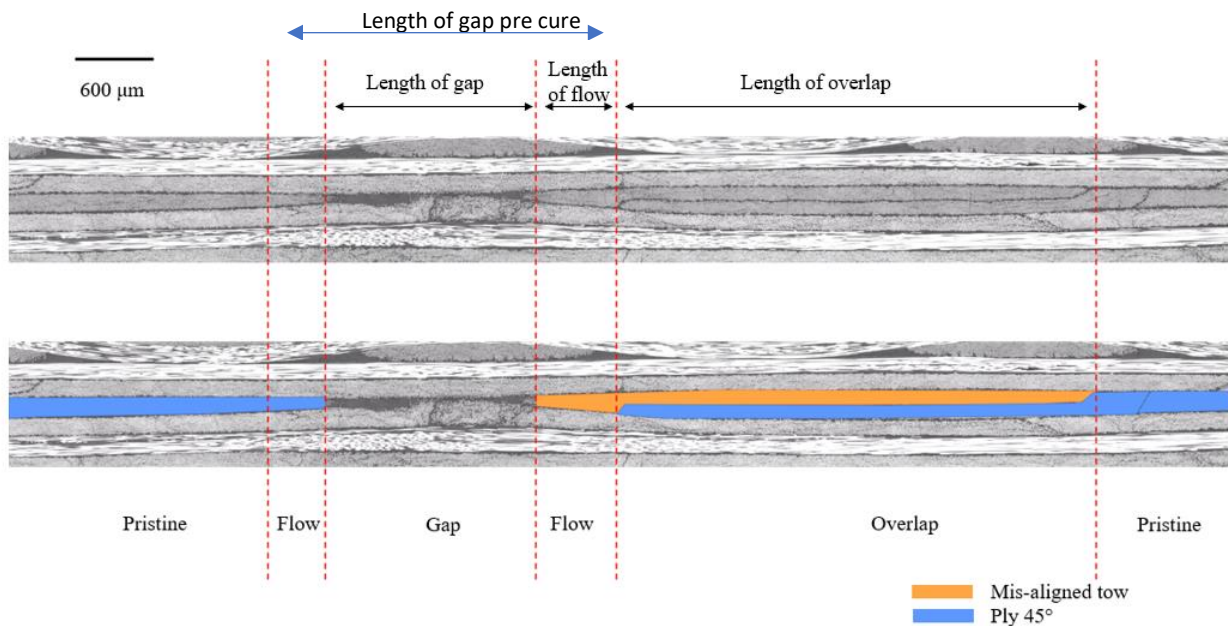 Length of gap pre cure
600 µm
Length of gap
Length
of flow
Length of overlap
Pristine
Flow
Gap
Flow
Overlap
Pristine
Mis-aligned tow
Ply 45°